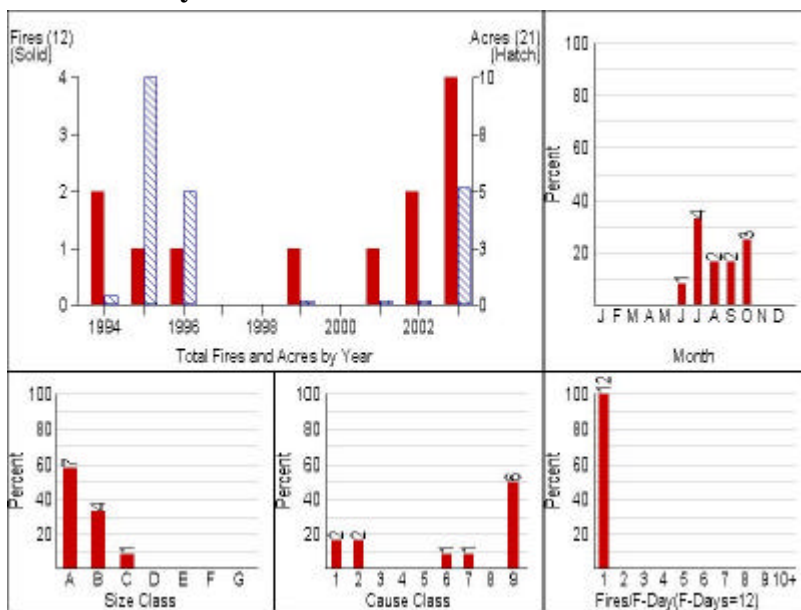 Fires (12)
(Solid)
Acres (21)
(Hatch)
4
3
2
1
0
10
8
5
3
0
1994 1996 1998 2000 2002
Total Fires and Acres by Year
Percent
100
80
60
40
20
1 4 2 2 3
J F M A M J J A S O N D
Month
Percent
100
80
60
40
20
7 4 1
A B C D E F G
Size Class
Percent
100
80
60
40
20
2 2 1 1 6
1 2 3 4 5 6 7 8 9
Cause Class
Percent
100
80
60
40
20
12
1 2 3 4 5 6 7 8 9 10+
Fires/F-Day(F-Days=12)